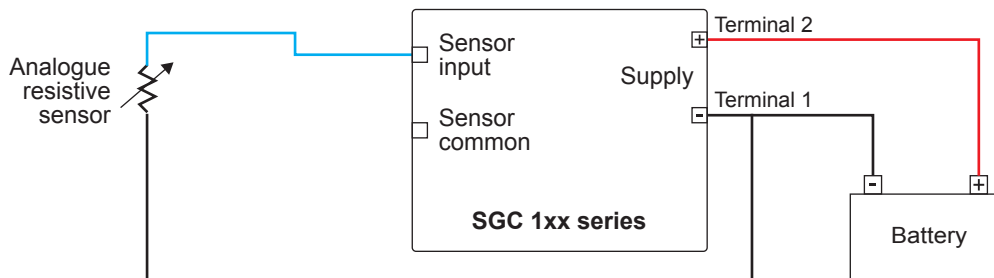 Analogue
resistive
sensor
Sensor
input
Sensor
common
Supply
+
-
SGC 1xx series
Terminal 2
Terminal 1
-
+
Battery